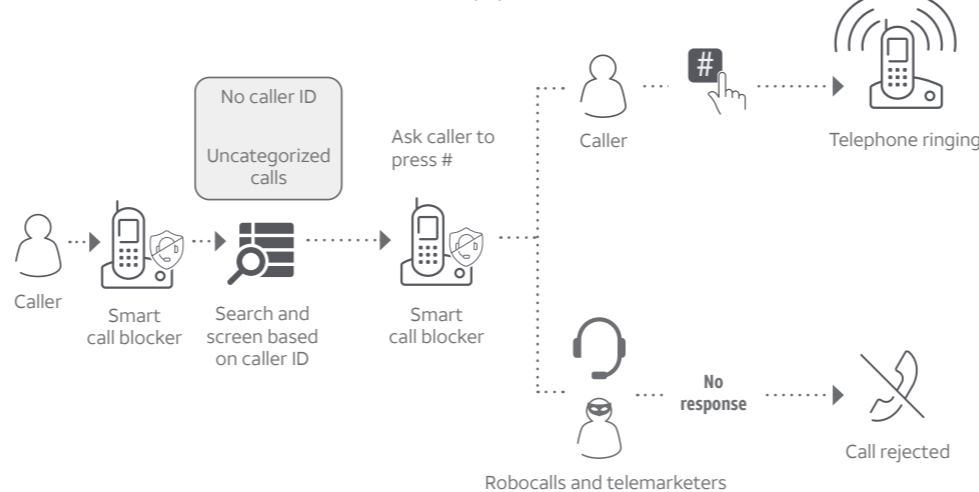 No caller ID
Uncategorized
calls
Ask caller to
press #
#
Caller
Telephone ringing
Caller
Smart
call blocker
Search and
screen based
on caller ID
Smart
call blocker
No
response
Call rejected
Robocalls and telemarketers